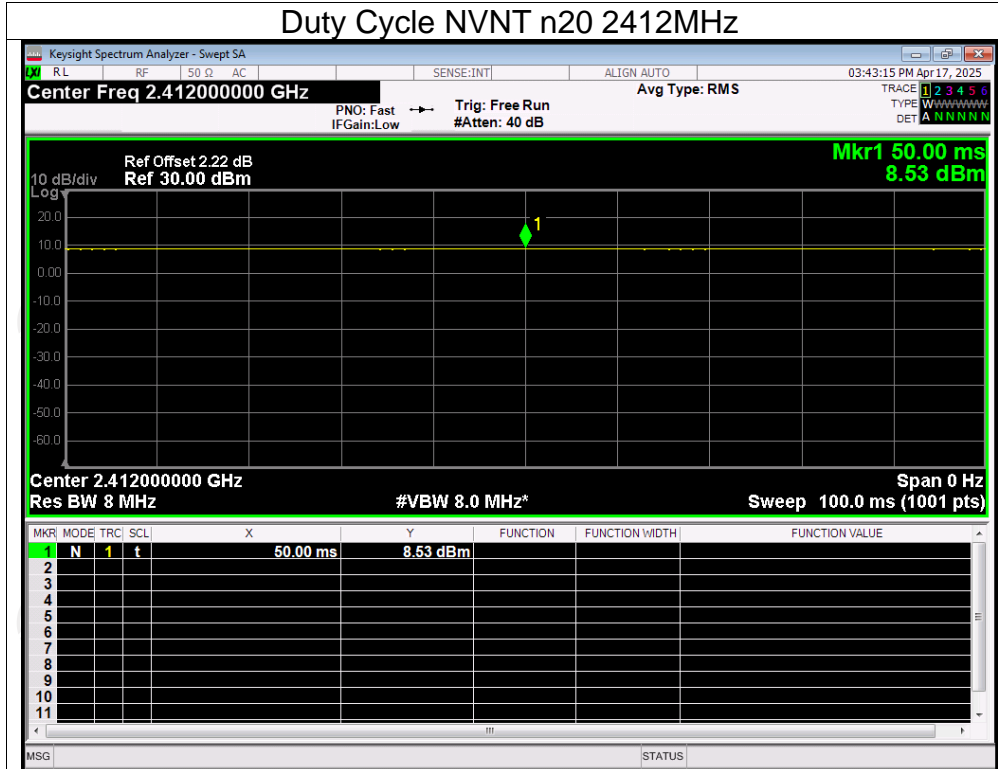 Duty Cycle NVNT n20 2412MHz
Keysight Spectrum Analyzer - Swept SA
LXI RL RF 50 Ω AC SENSE:INT ALIGN AUTO 03:43:15 PM Apr 17, 2025
Center Freq 2.412000000 GHz Avg Type: RMS TRACE 1 2 3 4 5 6
PNO: Fast Trig: Free Run TYPE WWWWWW
IFGain:Low #Atten: 40 dB DET A N N N N N
Mkr1 50.00 ms
Ref Offset 2.22 dB
10 dB/div Ref 30.00 dBm 8.53 dBm
Log
20.0
1
10.0
0.00
-10.0
-20.0
-30.0
-40.0
-50.0
-60.0
Center 2.412000000 GHz Span 0 Hz
Res BW 8 MHz #VBW 8.0 MHz* Sweep 100.0 ms (1001 pts)
MKR MODE TRC SCL X Y FUNCTION FUNCTION WIDTH FUNCTION VALUE
1 N 1 t 50.00 ms 8.53 dBm
2
3
4
5
6
7
8
9
10
11
MSG STATUS